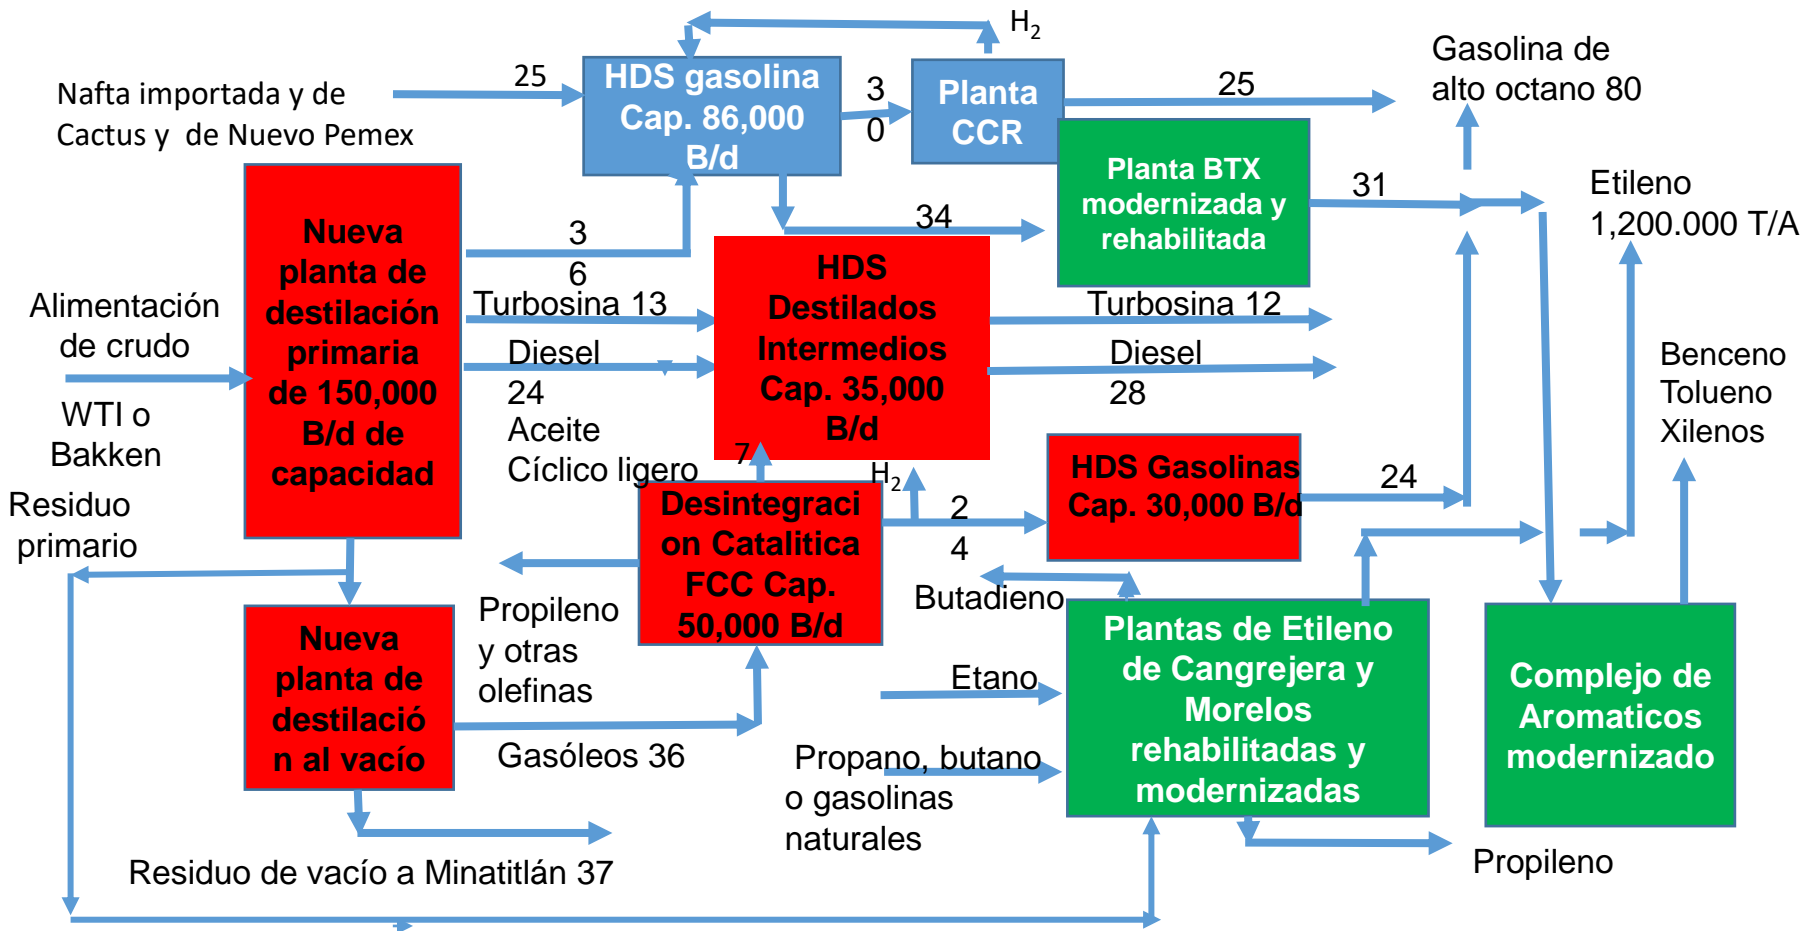 H2
Nafta importada y de
Cactus y de Nuevo Pemex
25
HDS gasolina
Cap. 86,000
B/d
3
0
Planta
CCR
25
Gasolina de
alto octano 80
Planta BTX
modernizada y
rehabilitada
31
Etileno
1,200.000 T/A
Nueva
planta de
destilación
primaria
de 150,000
B/d de
capacidad
3
6
34
Alimentación
de crudo
WTI o
Bakken
Turbosina 13
Diesel
24
Aceite
Cíclico ligero
HDS
Destilados
Intermedios
Cap. 35,000
B/d
Turbosina 12
Diesel
28
Benceno
Tolueno
Xilenos
7
H2
HDS Gasolinas
Cap. 30,000 B/d
24
Residuo
primario
Desintegraci
on Catalitica
FCC Cap.
50,000 B/d
2
4
Propileno
y otras
olefinas
Butadieno
Nueva
planta de
destilació
n al vacío
Gasóleos 36
Etano
Propano, butano
o gasolinas
naturales
Plantas de Etileno
de Cangrejera y
Morelos
rehabilitadas y
modernizadas
Complejo de
Aromaticos
modernizado
Residuo de vacío a Minatitlán 37
Propileno